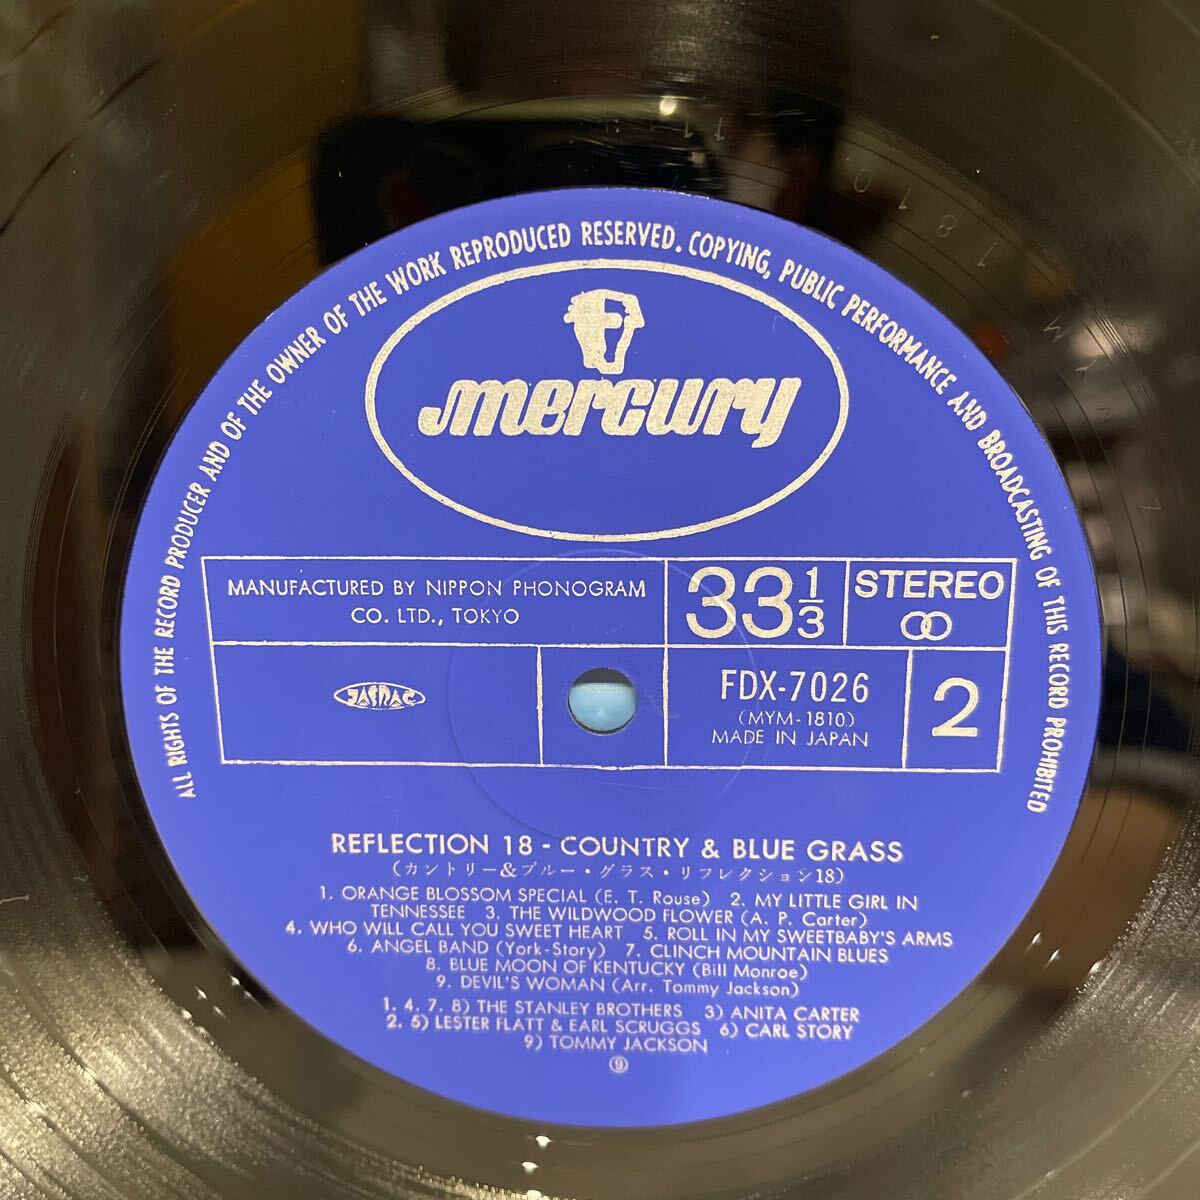 ALL RIGHTS OF THE RECORD PRODUCER AND OF THE OWNER OF THE WORK REPRODUCED RESERVED. COPYING, PUBLIC PERFORMANCE AND BROADCASTING OF THIS RECORD PROHIBITED
mercury
MANUFACTURED BY NIPPON PHONOGRAM
CO. LTD., TOKYO
33 1/3
STEREO
JASRAC
FDX-7026
(MYM-1810)
MADE IN JAPAN
2
REFLECTION 18 - COUNTRY & BLUE GRASS
(カントリー&ブルー・グラス・リフレクション18)
1. ORANGE BLOSSOM SPECIAL (E. T. Rouse) 2. MY LITTLE GIRL IN
TENNESSEE 3. THE WILDWOOD FLOWER (A. P. Carter)
4. WHO WILL CALL YOU SWEET HEART 5. ROLL IN MY SWEETBABY'S ARMS
6. ANGEL BAND (York-Story) 7. CLINCH MOUNTAIN BLUES
8. BLUE MOON OF KENTUCKY (Bill Monroe)
9. DEVIL'S WOMAN (Arr. Tommy Jackson)
1. 4. 7. 8) THE STANLEY BROTHERS 3) ANITA CARTER
2. 5) LESTER FLATT & EARL SCRUGGS 6) CARL STORY
9) TOMMY JACKSON
⑨